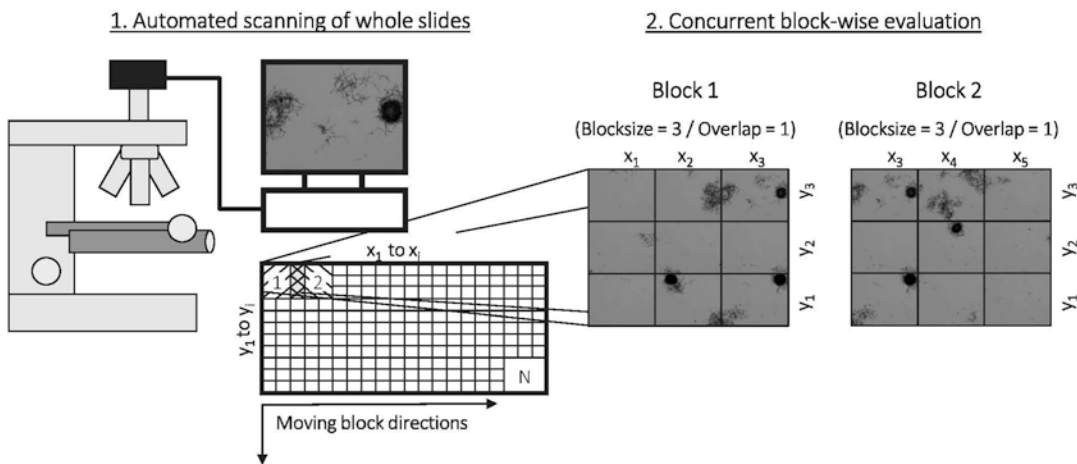 1. Automated scanning of whole slides
2. Concurrent block-wise evaluation
Block 1
Block 2
(Blocksize = 3 / Overlap = 1)
(Blocksize = 3 / Overlap = 1)
x₁ x₂ x₃
x₃ x₄ x₅
y₃
y₂
y₁
y₃
y₂
y₁
x₁ to xᵢ
y₁ to yᵢ
1
2
N
Moving block directions